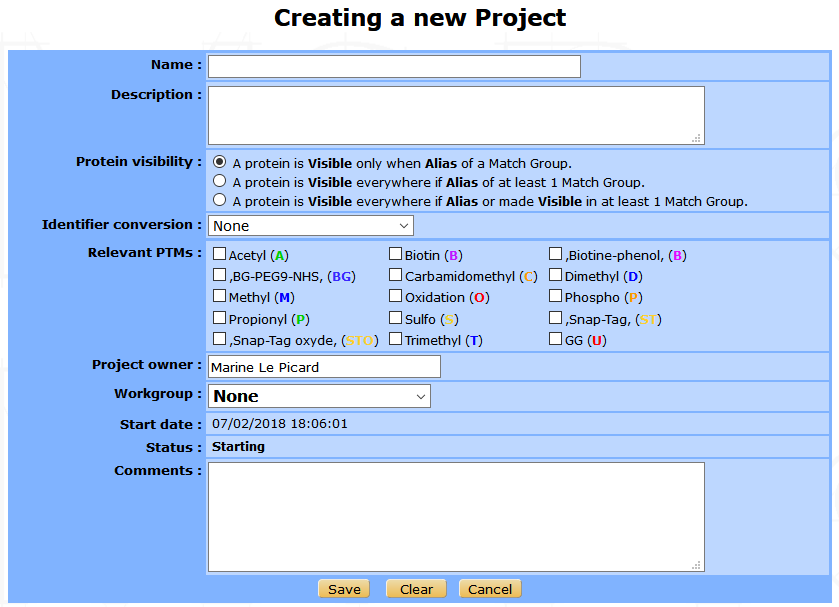 Creating a new Project
Name :
Description :
Protein visibility : A protein is Visible only when Alias of a Match Group.
A protein is Visible everywhere if Alias of at least 1 Match Group.
A protein is Visible everywhere if Alias or made Visible in at least 1 Match Group.
Identifier conversion : None
Relevant PTMs : Acetyl (A) Biotin (B) ,Biotine-phenol, (B)
,BG-PEG9-NHS, (BG) Carbamidomethyl (C) Dimethyl (D)
Methyl (M) Oxidation (O) Phospho (P)
Propionyl (P) Sulfo (S) ,Snap-Tag, (ST)
,Snap-Tag oxyde, (STO) Trimethyl (T) GG (U)
Project owner : Marine Le Picard
Workgroup : None
Start date : 07/02/2018 18:06:01
Status : Starting
Comments :
Save Clear Cancel